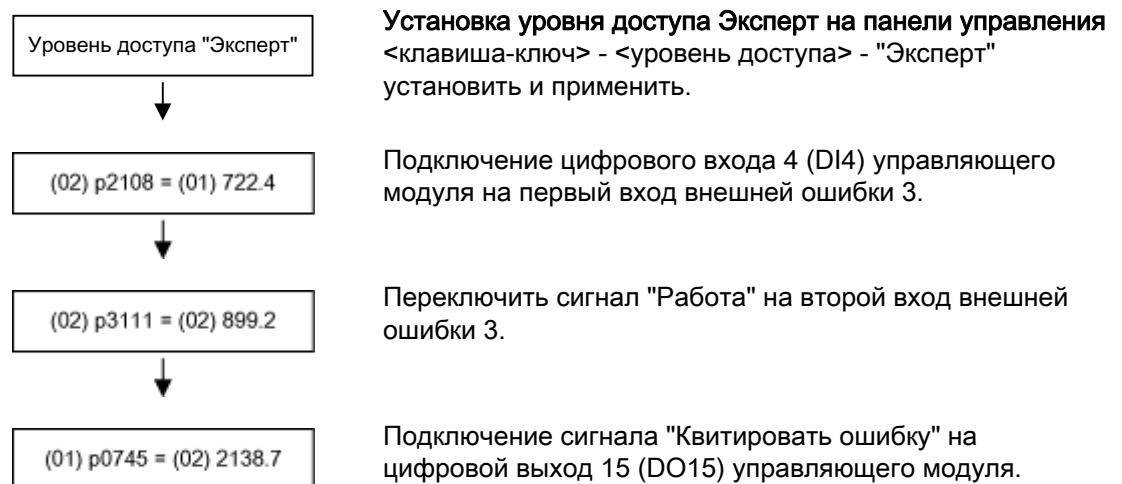 Уровень доступа "Эксперт"
Установка уровня доступа Эксперт на панели управления
<клавиша-ключ> - <уровень доступа> - "Эксперт"
установить и применить.
(02) p2108 = (01) 722.4
Подключение цифрового входа 4 (DI4) управляющего
модуля на первый вход внешней ошибки 3.
(02) p3111 = (02) 899.2
Переключить сигнал "Работа" на второй вход внешней
ошибки 3.
(01) p0745 = (02) 2138.7
Подключение сигнала "Квитировать ошибку" на
цифровой выход 15 (DO15) управляющего модуля.